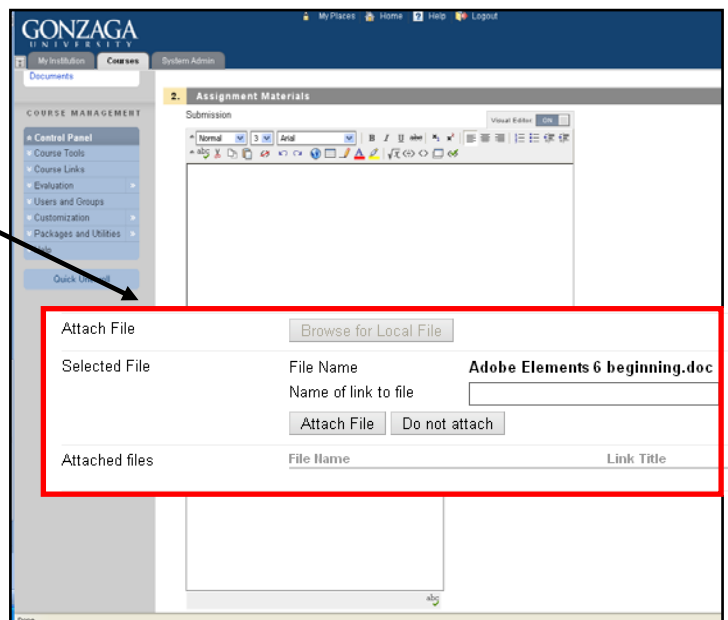 GONZAGA
UNIVERSITY
My Places Home ? Help Logout
My Institution Courses System Admin
Documents
COURSE MANAGEMENT
Control Panel
Course Tools
Course Links
Evaluation
Users and Groups
Customization
Packages and Utilities
Help
2. Assignment Materials
Submission
Visual Editor ON
Normal 3 Arial B I U abc
Attach File Browse for Local File
Selected File File Name Adobe Elements 6 beginning.doc
Name of link to file
Attach File Do not attach
Attached files File Name Link Title
abc